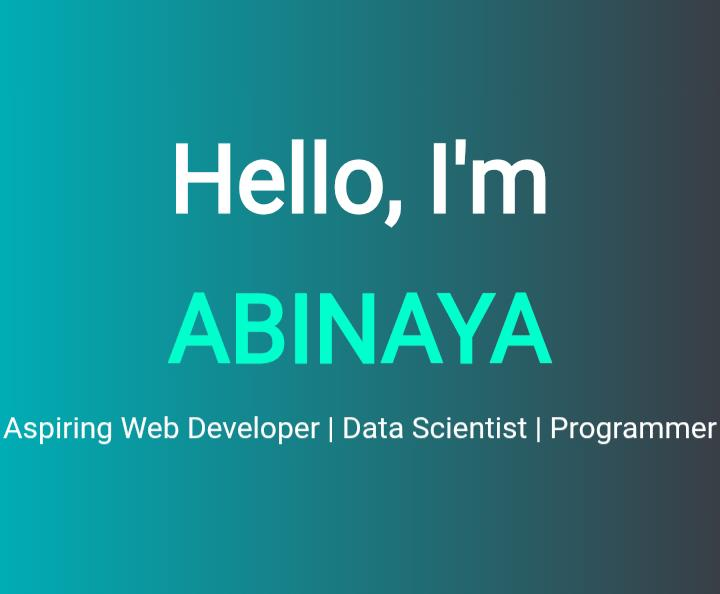 Hello, I'm
ABINAYA
Aspiring Web Developer | Data Scientist | Programmer